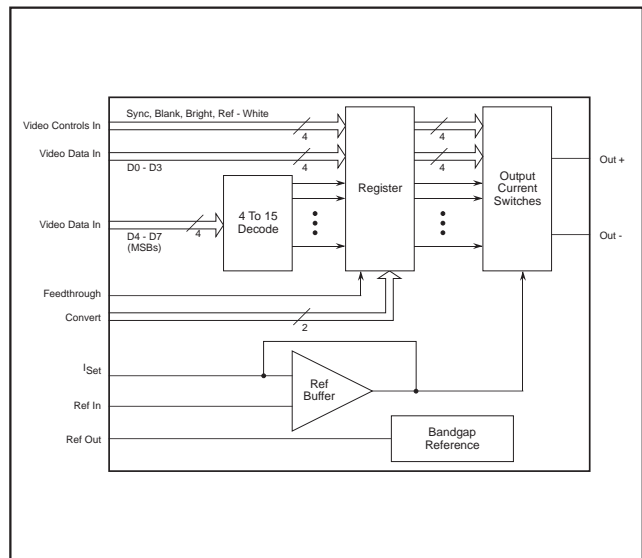 Sync, Blank, Bright, Ref - White
Video Controls In
4
4
Video Data In
D0 - D3
4
4
Register
Output
Current
Switches
Out +
Out -
4 To 15
Decode
Video Data In
4
D4 - D7
(MSBs)
Feedthrough
Convert
2
ISet
Ref
Buffer
Ref In
Ref Out
Bandgap
Reference